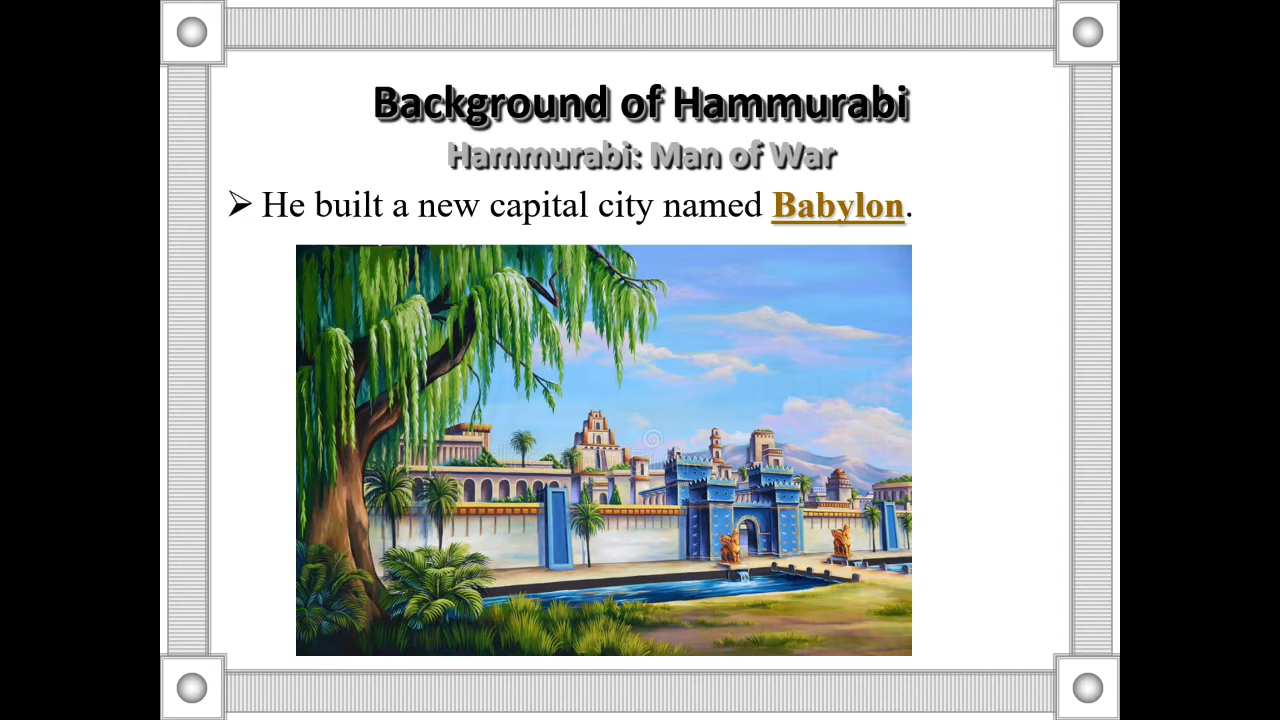 Background of Hammurabi
Hammurabi: Man of War
➢ He built a new capital city named Babylon.